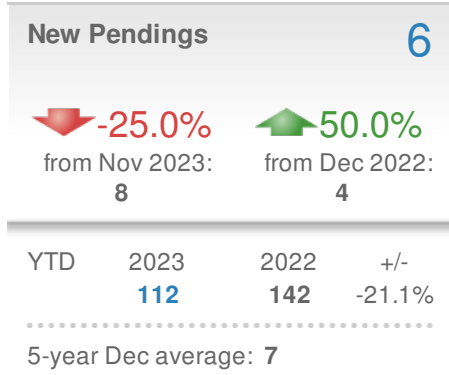 New Pendings 6
-25.0% 50.0%
from Nov 2023: from Dec 2022:
8 4
YTD 2023 2022 +/-
112 142 -21.1%
5-year Dec average: 7